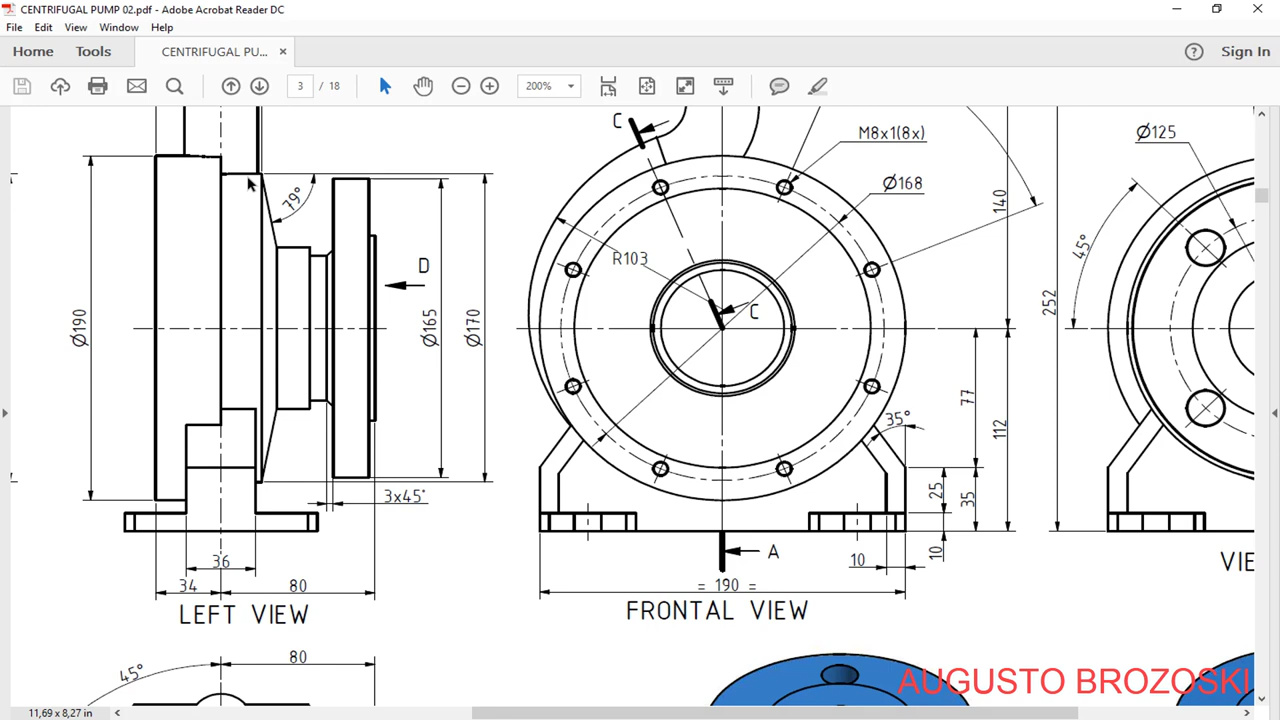 CENTRIFUGAL PUMP 02.pdf - Adobe Acrobat Reader DC
File Edit View Window Help
Home Tools CENTRIFUGAL PU... × ? Sign In
3 / 18 200%
C
M8x1(8x)
Ø125
Ø168
79°
140
45°
R103
D
C
252
Ø190
Ø165
Ø170
77
112
35°
3x45°
25
35
A
10
10
36
34 80
= 190 =
VIE
LEFT VIEW
FRONTAL VIEW
45°
80
AUGUSTO BROZOSKI
11,69 x 8,27 in